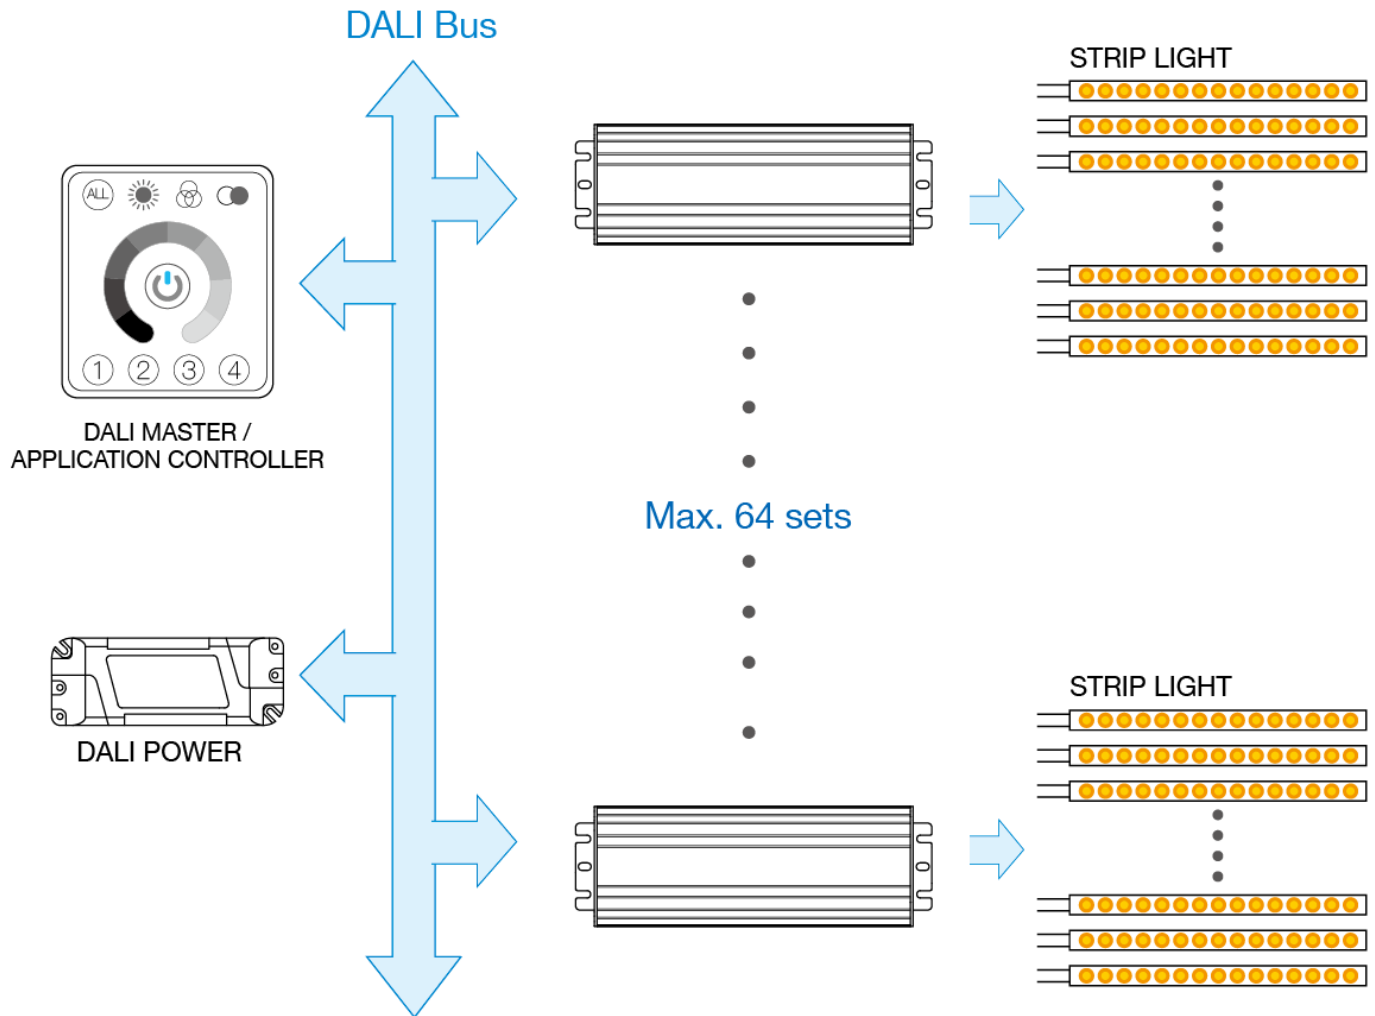 DALI Bus
STRIP LIGHT
ALL
1 2 3 4
DALI MASTER /
APPLICATION CONTROLLER
Max. 64 sets
DALI POWER
STRIP LIGHT